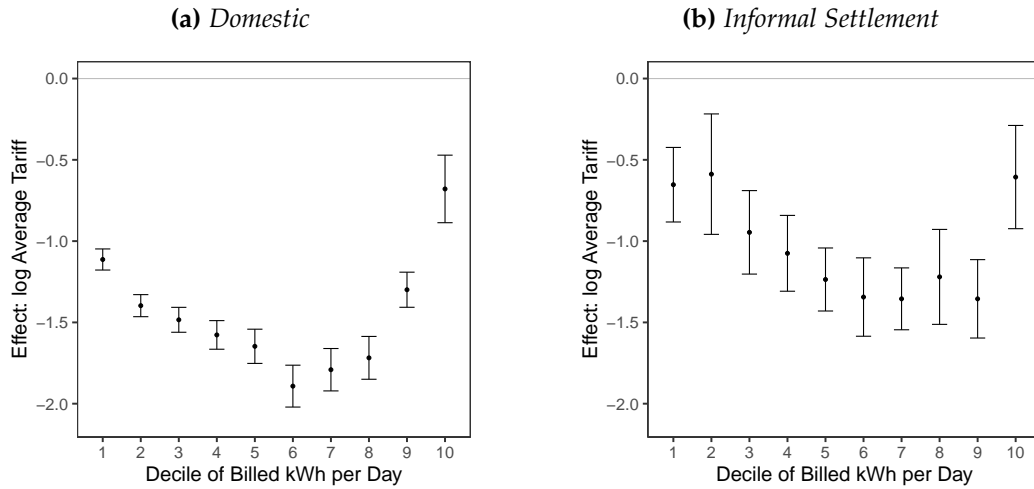 (a) Domestic
0.0
−0.5
−1.0
−1.5
−2.0
Effect: log Average Tariff
1 2 3 4 5 6 7 8 9 10
Decile of Billed kWh per Day
(b) Informal Settlement
0.0
−0.5
−1.0
−1.5
−2.0
Effect: log Average Tariff
1 2 3 4 5 6 7 8 9 10
Decile of Billed kWh per Day